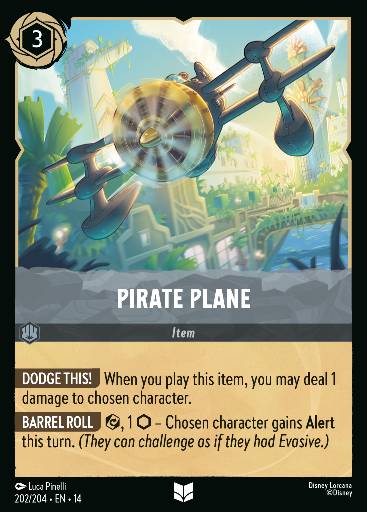 3
PIRATE PLANE
Item
DODGE THIS! When you play this item, you may deal 1
damage to chosen character.
BARREL ROLL , 1 – Chosen character gains Alert
this turn. (They can challenge as if they had Evasive.)
Luca Pinelli
Disney Lorcana
202/204 • EN • 14
©Disney